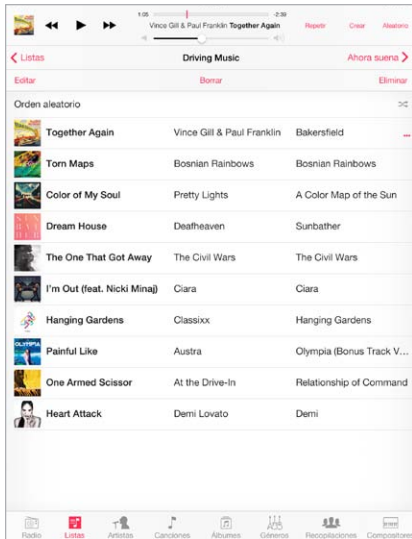 1:05 -2:39
Vince Gill & Paul Franklin Together Again
Repetir Crear Aleatorio
Listas Driving Music Ahora suena
Editar Borrar Eliminar
Orden aleatorio
Together Again Vince Gill & Paul Franklin Bakersfield
Torn Maps Bosnian Rainbows Bosnian Rainbows
Color of My Soul Pretty Lights A Color Map of the Sun
SUN
BAT
HER
Dream House Deafheaven Sunbather
The One That Got Away The Civil Wars The Civil Wars
I'm Out (feat. Nicki Minaj) Ciara Ciara
Hanging Gardens Classixx Hanging Gardens
OLYMPIA
Painful Like Austra Olympia (Bonus Track V...
One Armed Scissor At the Drive-In Relationship of Command
Heart Attack Demi Lovato Demi
Radio Listas Artistas Canciones Álbumes Géneros Recopilaciones Compositores